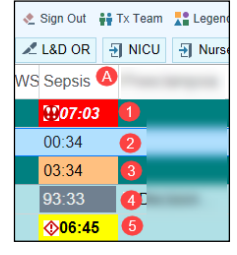 Sign Out Tx Team Legen
L&D OR NICU Nurse
WS Sepsis A
07:03 1
00:34 2
03:34 3
93:33 4 D
06:45 5